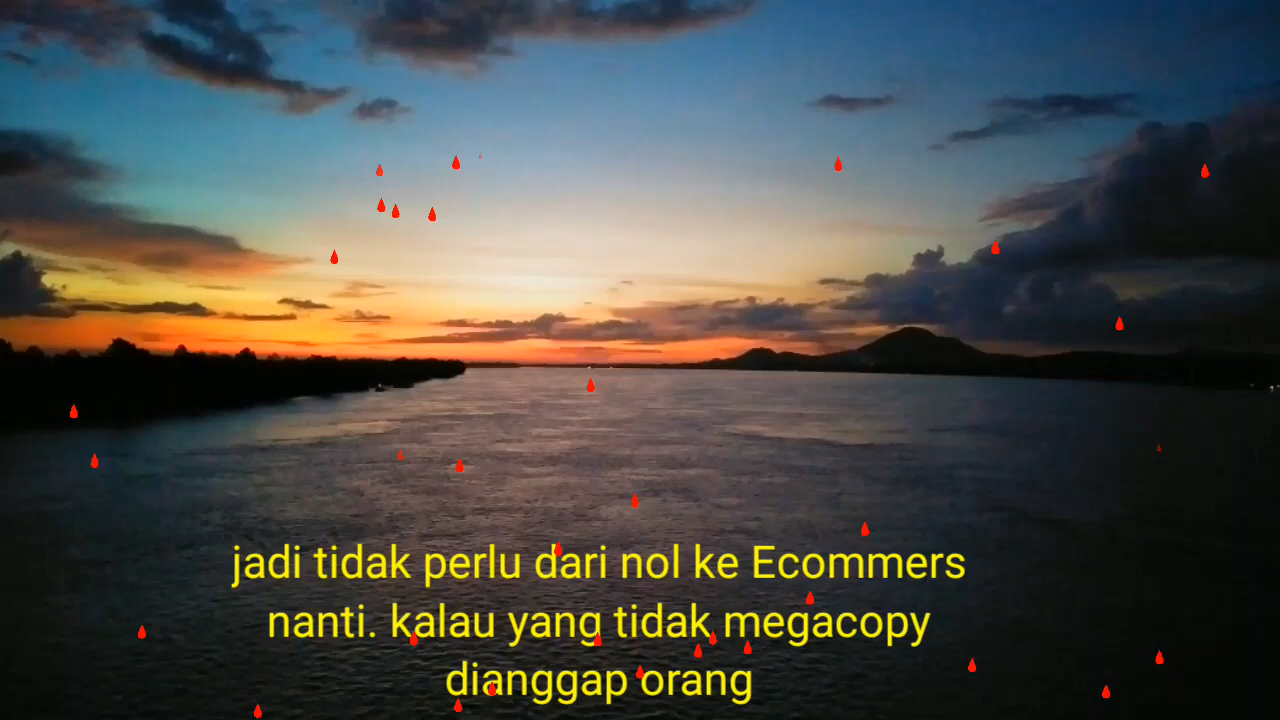 jadi tidak perlu dari nol ke Ecommers
nanti. kalau yang tidak megacopy
dianggap orang